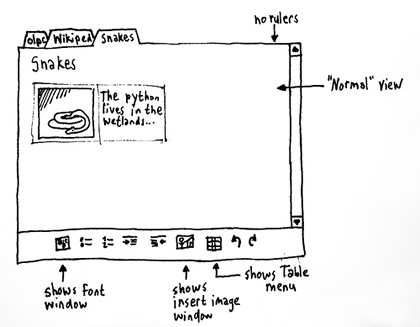 no rulers
olpc Wikipea Snakes
Snakes
"Normal" view
The python
lives in the
wetlands...
shows font
window
shows
insert image
window
shows Table
menu